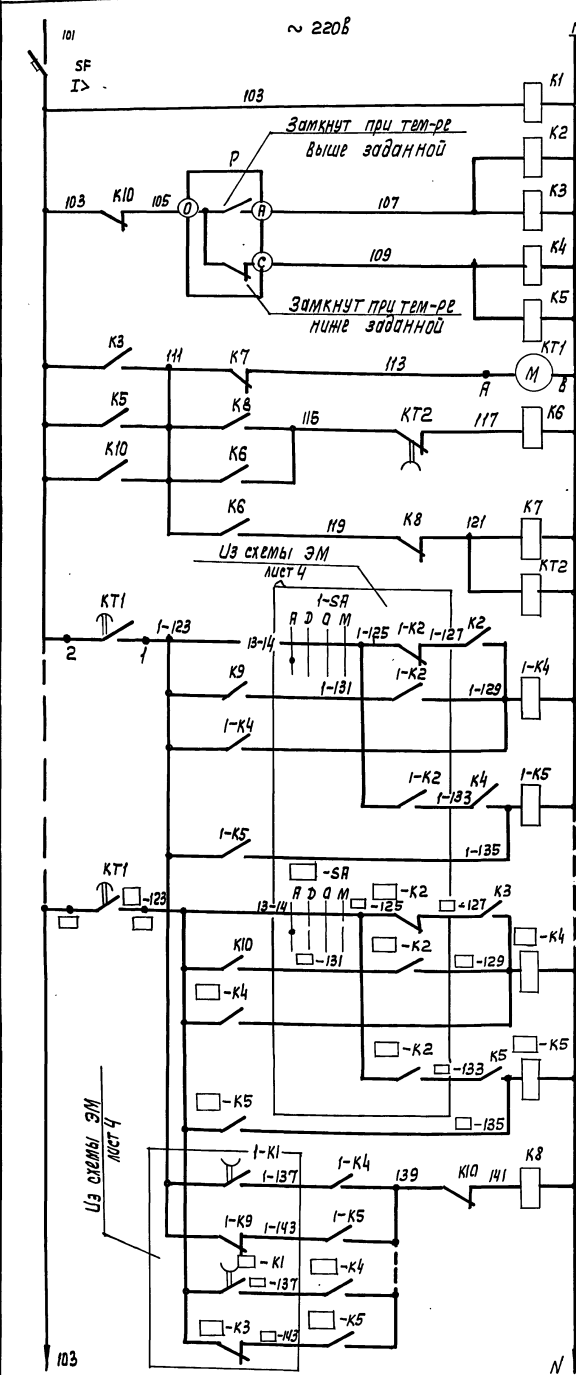 101
~ 220В
N
SF
I>
103
K1
Замкнут при тем-ре
выше заданной
K2
P
103
K10
105
O
A
107
K3
C
109
K4
Замкнут при тем-ре
ниже заданной
K5
K3
111
K7
113
A
KT1
M
B
K5
K8
115
KT2
117
K6
K10
K6
K6
119
K8
121
K7
Из схемы ЭМ
лист 4
KT2
KT1
2
1
1-123
13-14
1-SA
A D O M
1-125
1-K2
1-127
K2
K9
1-131
1-K2
1-129
1-K4
1-K4
1-K2
1-133
K4
1-K5
1-K5
1-135
KT1
□-123
13-14
□-SA
A D O M
□-125
□-K2
□-127
K3
K10
□-131
□-K2
□-129
□-K4
□-K4
□-K2
□-133
K5
□-K5
□-K5
□-135
Из схемы ЭМ
лист 4
1-K1
1-137
1-K4
139
K10
141
K8
1-K9
1-143
1-K5
□-K1
□-137
□-K4
□-K3
□-143
□-K5
103
N